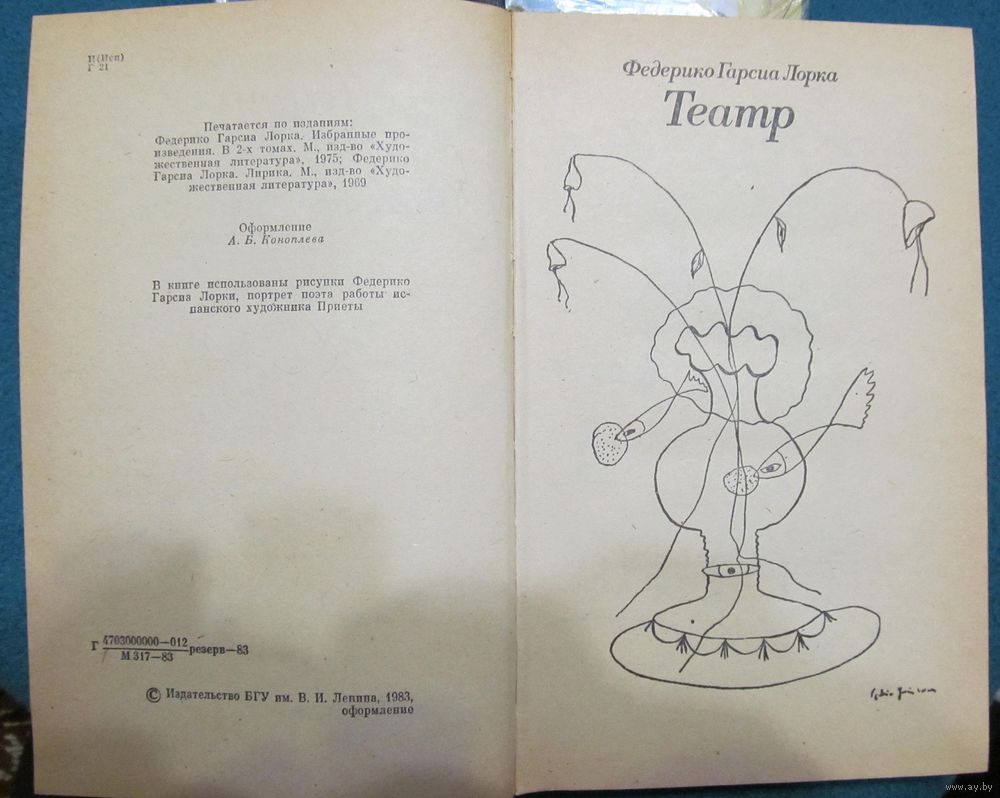 И(Исп)
Г 21
Печатается по изданиям:
Федерико Гарсиа Лорка. Избранные про-
изведения. В 2-х томах. М., изд-во «Худо-
жественная литература», 1975; Федерико
Гарсиа Лорка. Лирика. М., изд-во «Худо-
жественная литература», 1969
Оформление
А. Б. Коноплева
В книге использованы рисунки Федерико
Гарсиа Лорки, портрет поэта работы ис-
панского художника Приеты
Г 4703000000—012 резерв—83
М 317—83
© Издательство БГУ им. В. И. Ленина, 1983,
оформление
Федерико Гарсиа Лорка
Театр
www.ay.by